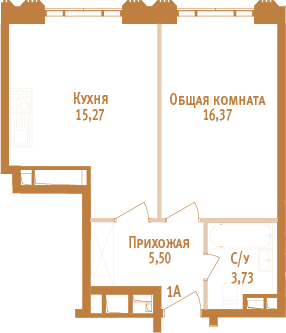 Кухня
15,27
Общая комната
16,37
Прихожая
5,50
С/у
3,73
1А